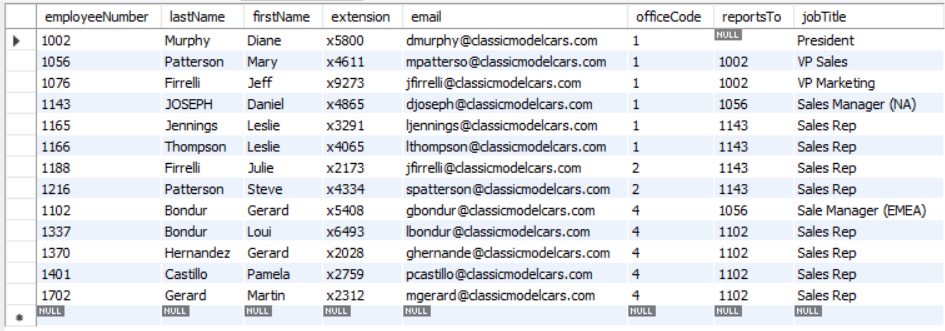 employeeNumber lastName firstName extension email officeCode reportsTo jobTitle
1002 Murphy Diane x5800 dmurphy@classicmodelcars.com 1 NULL President
1056 Patterson Mary x4611 mpatterso@classicmodelcars.com 1 1002 VP Sales
1076 Firrelli Jeff x9273 jfirrelli@classicmodelcars.com 1 1002 VP Marketing
1143 JOSEPH Daniel x4865 djoseph@classicmodelcars.com 1 1056 Sales Manager (NA)
1165 Jennings Leslie x3291 ljennings@classicmodelcars.com 1 1143 Sales Rep
1166 Thompson Leslie x4065 lthompson@classicmodelcars.com 1 1143 Sales Rep
1188 Firrelli Julie x2173 jfirrelli@classicmodelcars.com 2 1143 Sales Rep
1216 Patterson Steve x4334 spatterson@classicmodelcars.com 2 1143 Sales Rep
1102 Bondur Gerard x5408 gbondur@classicmodelcars.com 4 1056 Sale Manager (EMEA)
1337 Bondur Loui x6493 lbondur@classicmodelcars.com 4 1102 Sales Rep
1370 Hernandez Gerard x2028 ghernande@classicmodelcars.com 4 1102 Sales Rep
1401 Castillo Pamela x2759 pcastillo@classicmodelcars.com 4 1102 Sales Rep
1702 Gerard Martin x2312 mgerard@classicmodelcars.com 4 1102 Sales Rep
NULL NULL NULL NULL NULL NULL NULL NULL